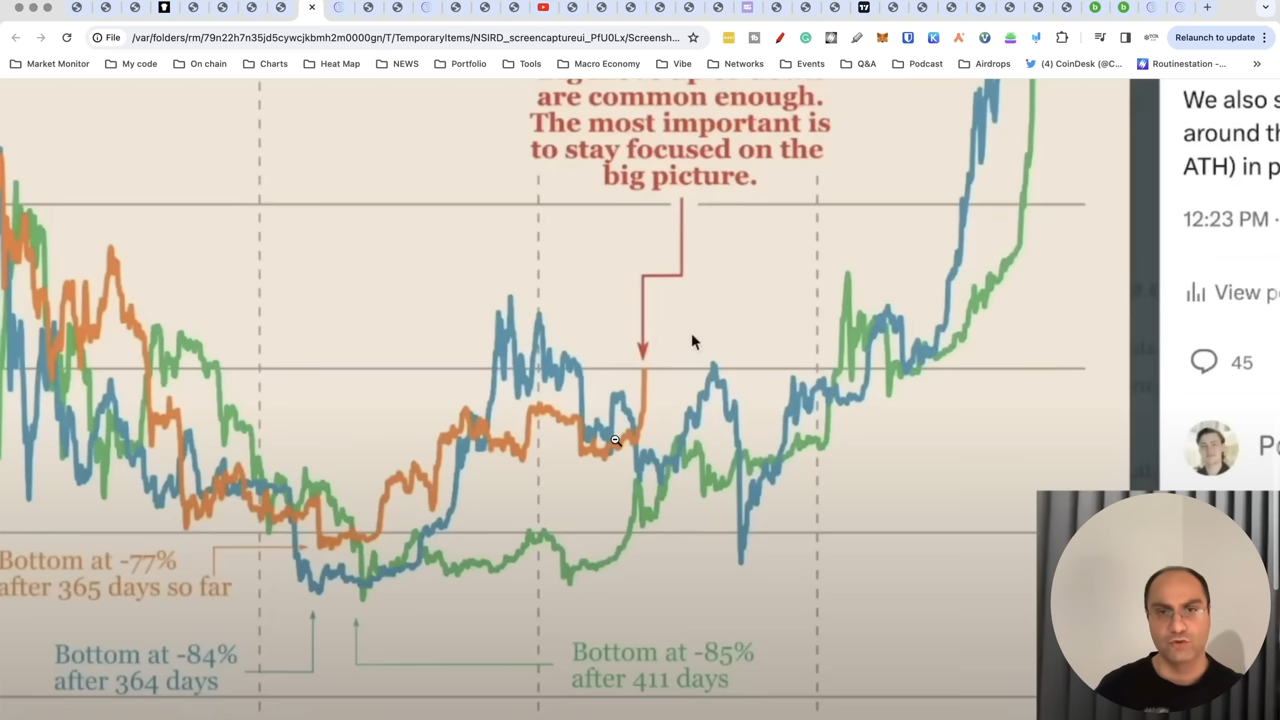 File
/var/folders/rm/79n22h7n35jd5cywcjkbmh2m0000gn/T/TemporaryItems/NSIRD_screencaptureui_PfU0Lx/Screensh...
Relaunch to update
Market Monitor
My code
On chain
Charts
Heat Map
NEWS
Portfolio
Tools
Macro Economy
Vibe
Networks
Events
Q&A
Podcast
Airdrops
(4) CoinDesk (@C...
Routinestation -...
are common enough.
The most important is
to stay focused on the
big picture.
We also s
around th
ATH) in p
12:23 PM ·
View p
45
Po
Bottom at -77%
after 365 days so far
Bottom at -84%
after 364 days
Bottom at -85%
after 411 days